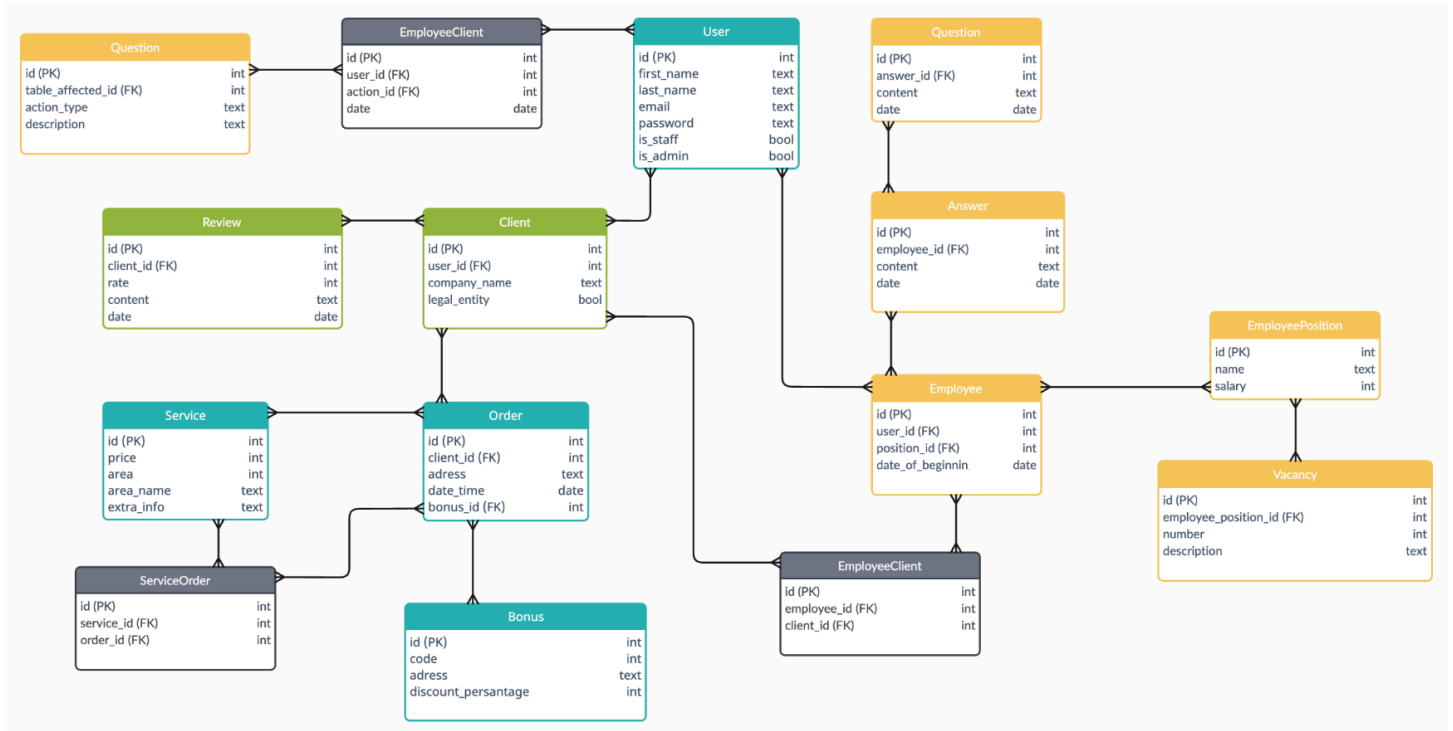 Question
id (PK) int
table_affected_id (FK) int
action_type text
description text
EmployeeClient
id (PK) int
user_id (FK) int
action_id (FK) int
date date
User
id (PK) int
first_name text
last_name text
email text
password text
is_staff bool
is_admin bool
Question
id (PK) int
answer_id (FK) int
content text
date date
Review
id (PK) int
client_id (FK) int
rate int
content text
date date
Client
id (PK) int
user_id (FK) int
company_name text
legal_entity bool
Answer
id (PK) int
employee_id (FK) int
content text
date date
EmployeePosition
id (PK) int
name text
salary int
Service
id (PK) int
price int
area int
area_name text
extra_info text
Order
id (PK) int
client_id (FK) int
adress text
date_time date
bonus_id (FK) int
Employee
id (PK) int
user_id (FK) int
position_id (FK) int
date_of_beginnin date
Vacancy
id (PK) int
employee_position_id (FK) int
number int
description text
ServiceOrder
id (PK) int
service_id (FK) int
order_id (FK) int
Bonus
id (PK) int
code int
adress text
discount_persantage int
EmployeeClient
id (PK) int
employee_id (FK) int
client_id (FK) int